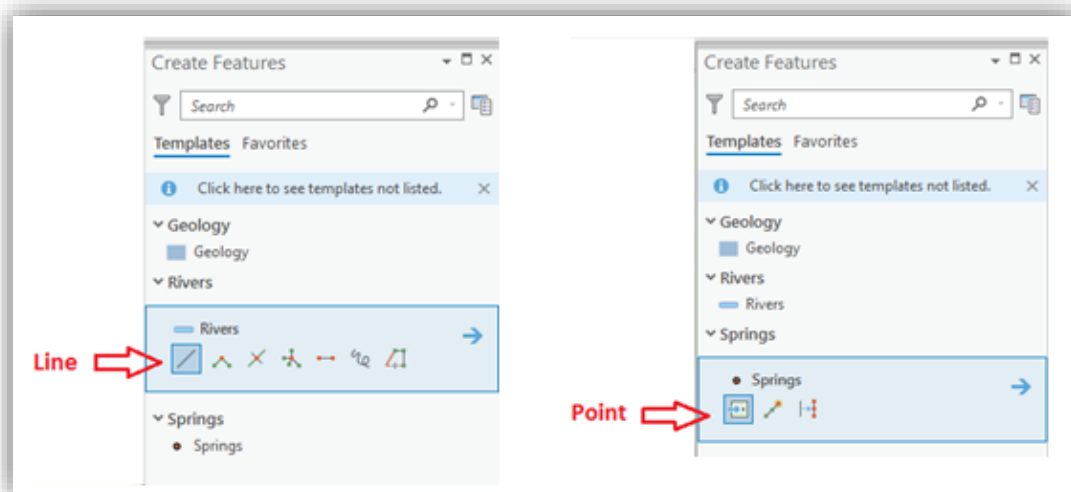 Create Features
Search
Templates Favorites
Click here to see templates not listed.
Geology
Geology
Rivers
Rivers
Line
Springs
Springs
Create Features
Search
Templates Favorites
Click here to see templates not listed.
Geology
Geology
Rivers
Rivers
Springs
Springs
Point